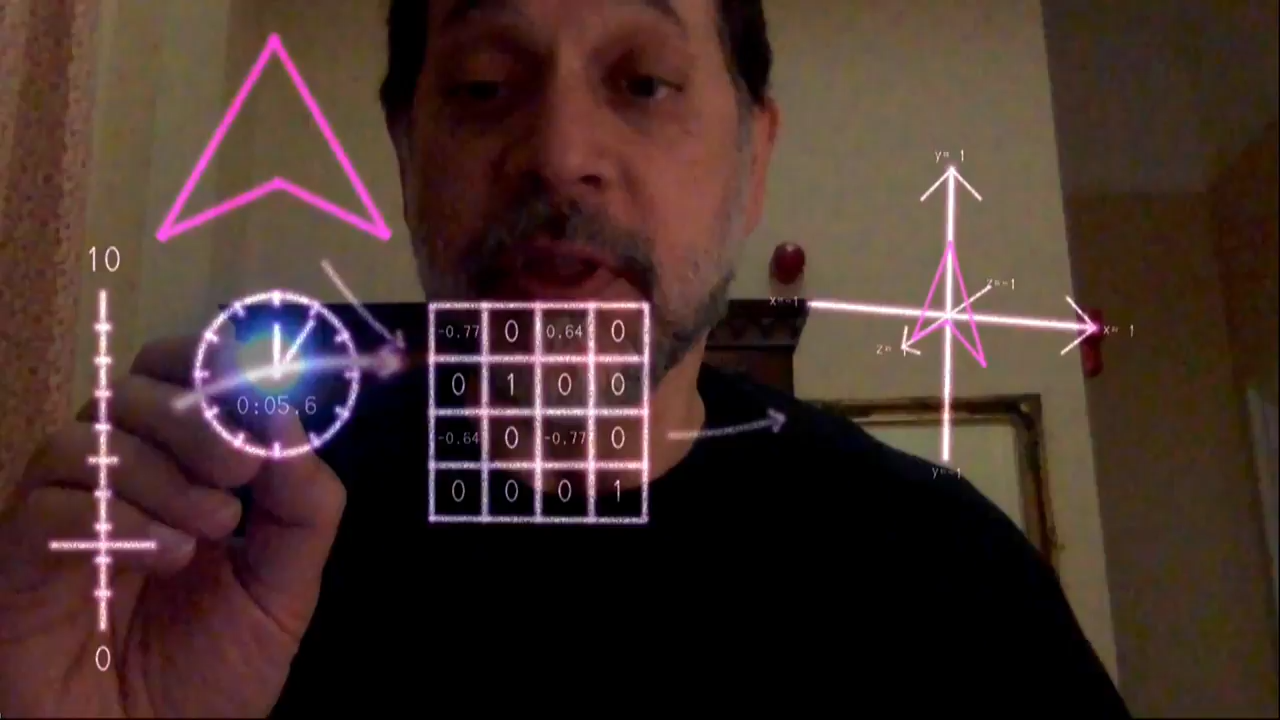 10
0:05.6
0
-0.77 0 0.64 0
0 1 0 0
-0.64 0 -0.77 0
0 0 0 1
y= 1
z=-1
x=-1
x= 1
z= 1
y=-1